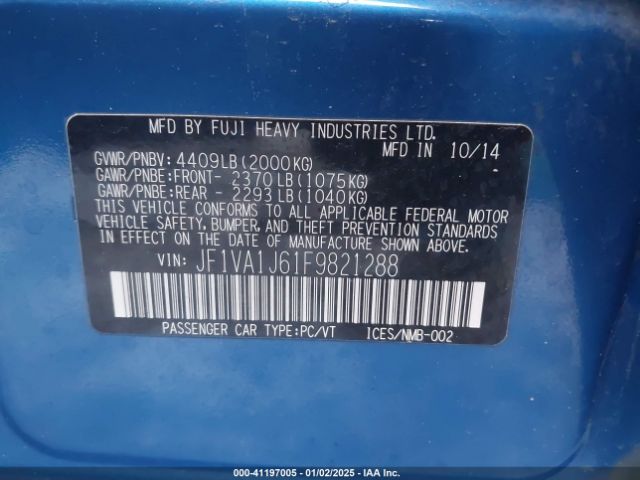 MFD BY FUJI HEAVY INDUSTRIES LTD.
MFD IN 10/14
GVWR/PNBV: 4409LB(2000KG)
GAWR/PNBE:FRONT- 2370LB(1075KG)
GAWR/PNBE:REAR - 2293LB(1040KG)
THIS VEHICLE CONFORMS TO ALL APPLICABLE FEDERAL MOTOR
VEHICLE SAFETY, BUMPER, AND THEFT PREVENTION STANDARDS
IN EFFECT ON THE DATE OF MANUFACTURE SHOWN ABOVE.
VIN: JF1VA1J61F9821288
PASSENGER CAR TYPE:PC/VT ICES/NMB-002
000-41197005 - 01/02/2025 - IAA Inc.